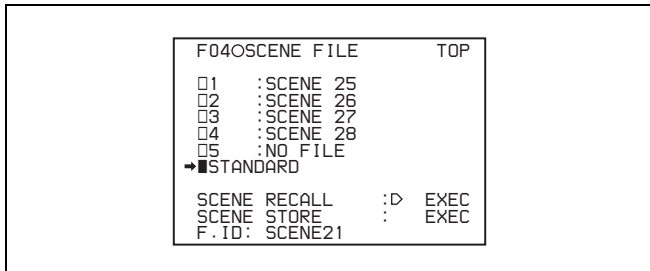 F04○SCENE FILE TOP
□1 :SCENE 25
□2 :SCENE 26
□3 :SCENE 27
□4 :SCENE 28
□5 :NO FILE
➔■STANDARD
SCENE RECALL :▷ EXEC
SCENE STORE : EXEC
F.ID: SCENE21